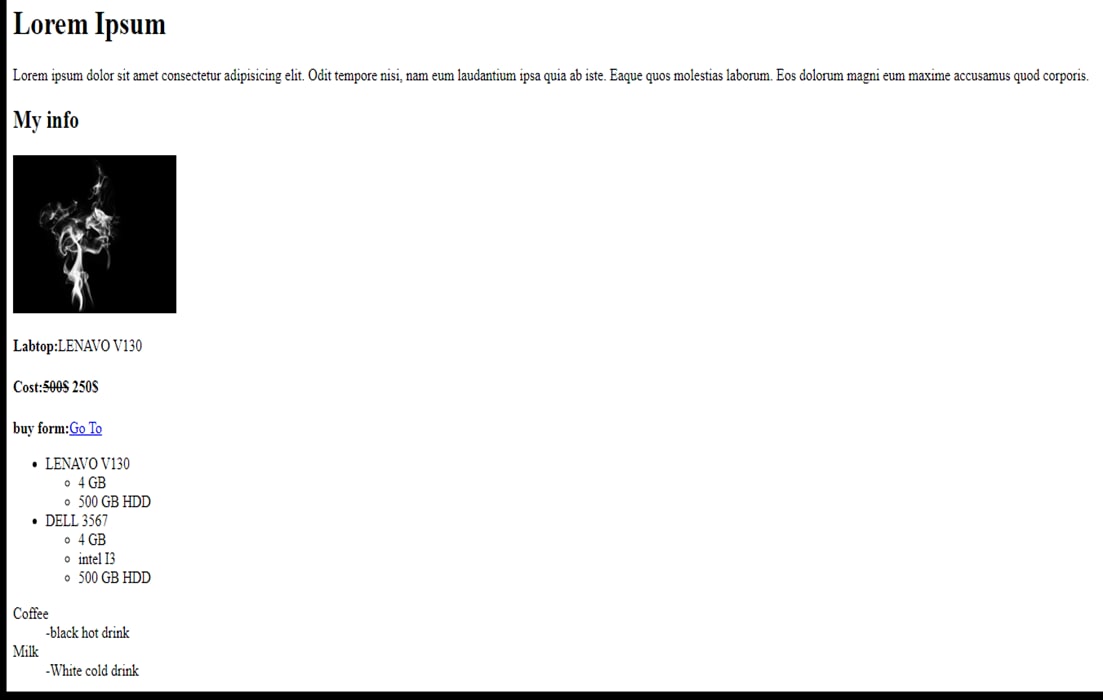 Lorem Ipsum
Lorem ipsum dolor sit amet consectetur adipisicing elit. Odit tempore nisi, nam eum laudantium ipsa quia ab iste. Eaque quos molestias laborum. Eos dolorum magni eum maxime accusamus quod corporis.
My info
Labtop:LENAVO V130
Cost:500$ 250$
buy form:Go To
• LENAVO V130
◦ 4 GB
◦ 500 GB HDD
• DELL 3567
◦ 4 GB
◦ intel I3
◦ 500 GB HDD
Coffee
-black hot drink
Milk
-White cold drink